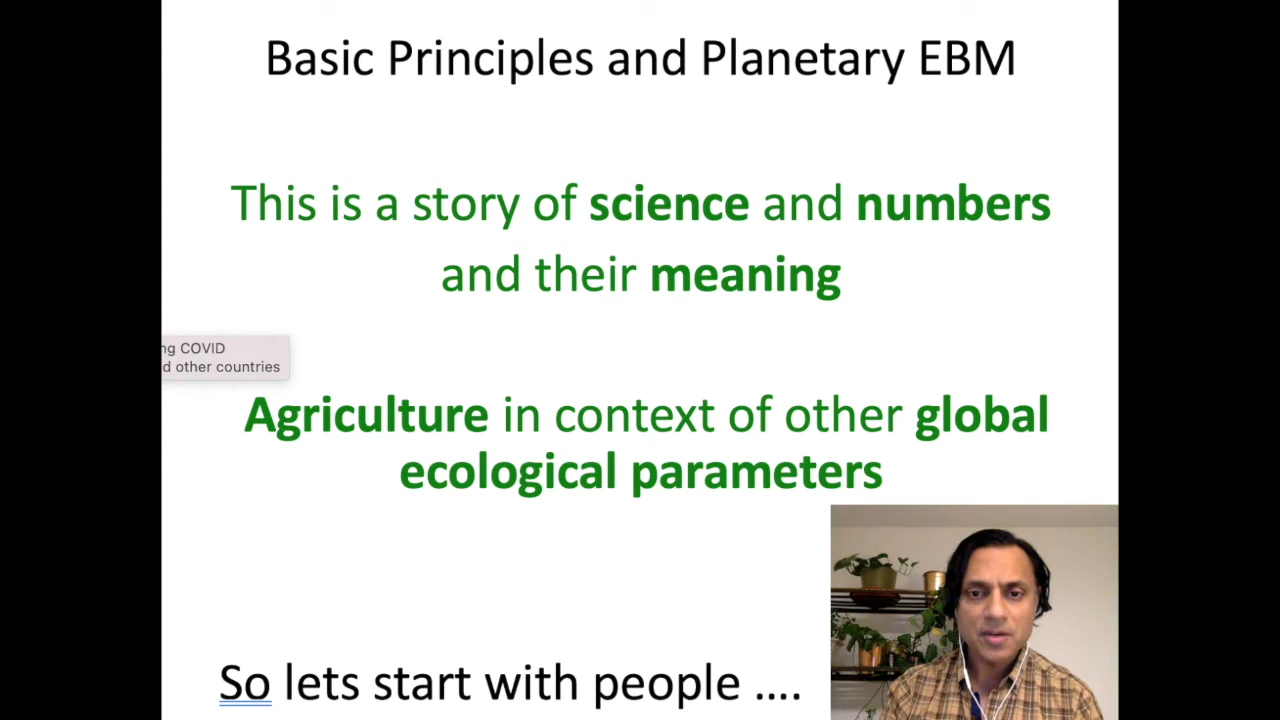 Basic Principles and Planetary EBM
This is a story of science and numbers
and their meaning
ng COVID
d other countries
Agriculture in context of other global
ecological parameters
So lets start with people ....